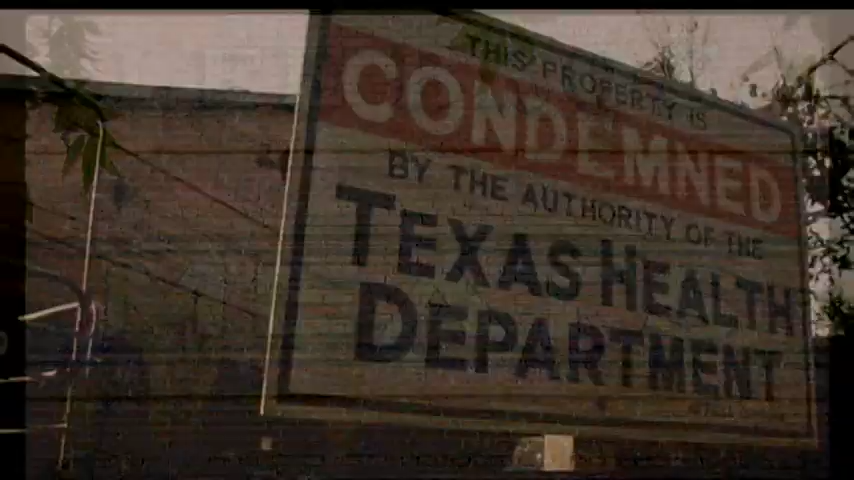 THIS PROPERTY IS
CONDEMNED
BY THE AUTHORITY OF THE
TEXAS HEALTH
DEPARTMENT